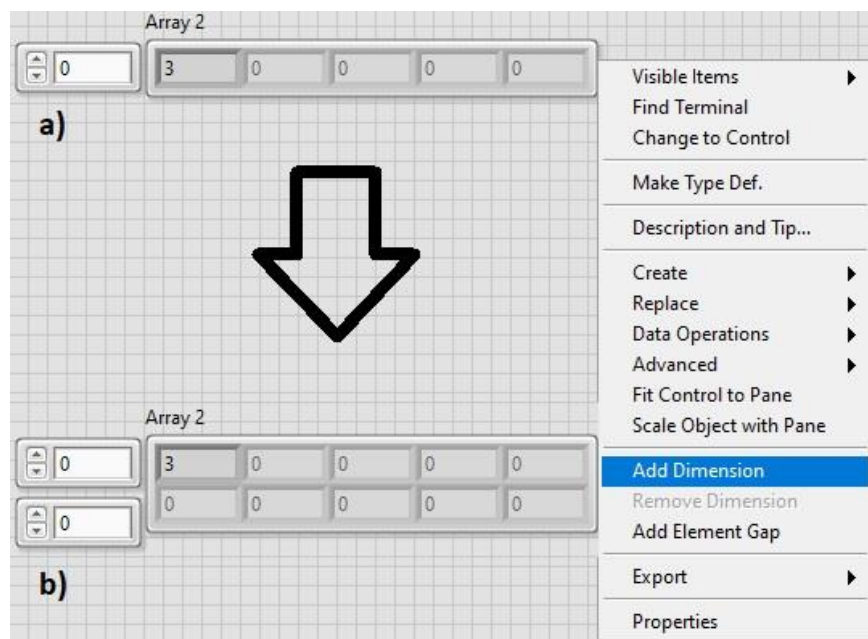 Array 2
0 3 0 0 0 0
a)
Visible Items
Find Terminal
Change to Control
Make Type Def.
Description and Tip...
Create
Replace
Data Operations
Advanced
Fit Control to Pane
Scale Object with Pane
Add Dimension
Remove Dimension
Add Element Gap
Export
Properties
Array 2
0 3 0 0 0 0
0 0 0 0 0 0
b)